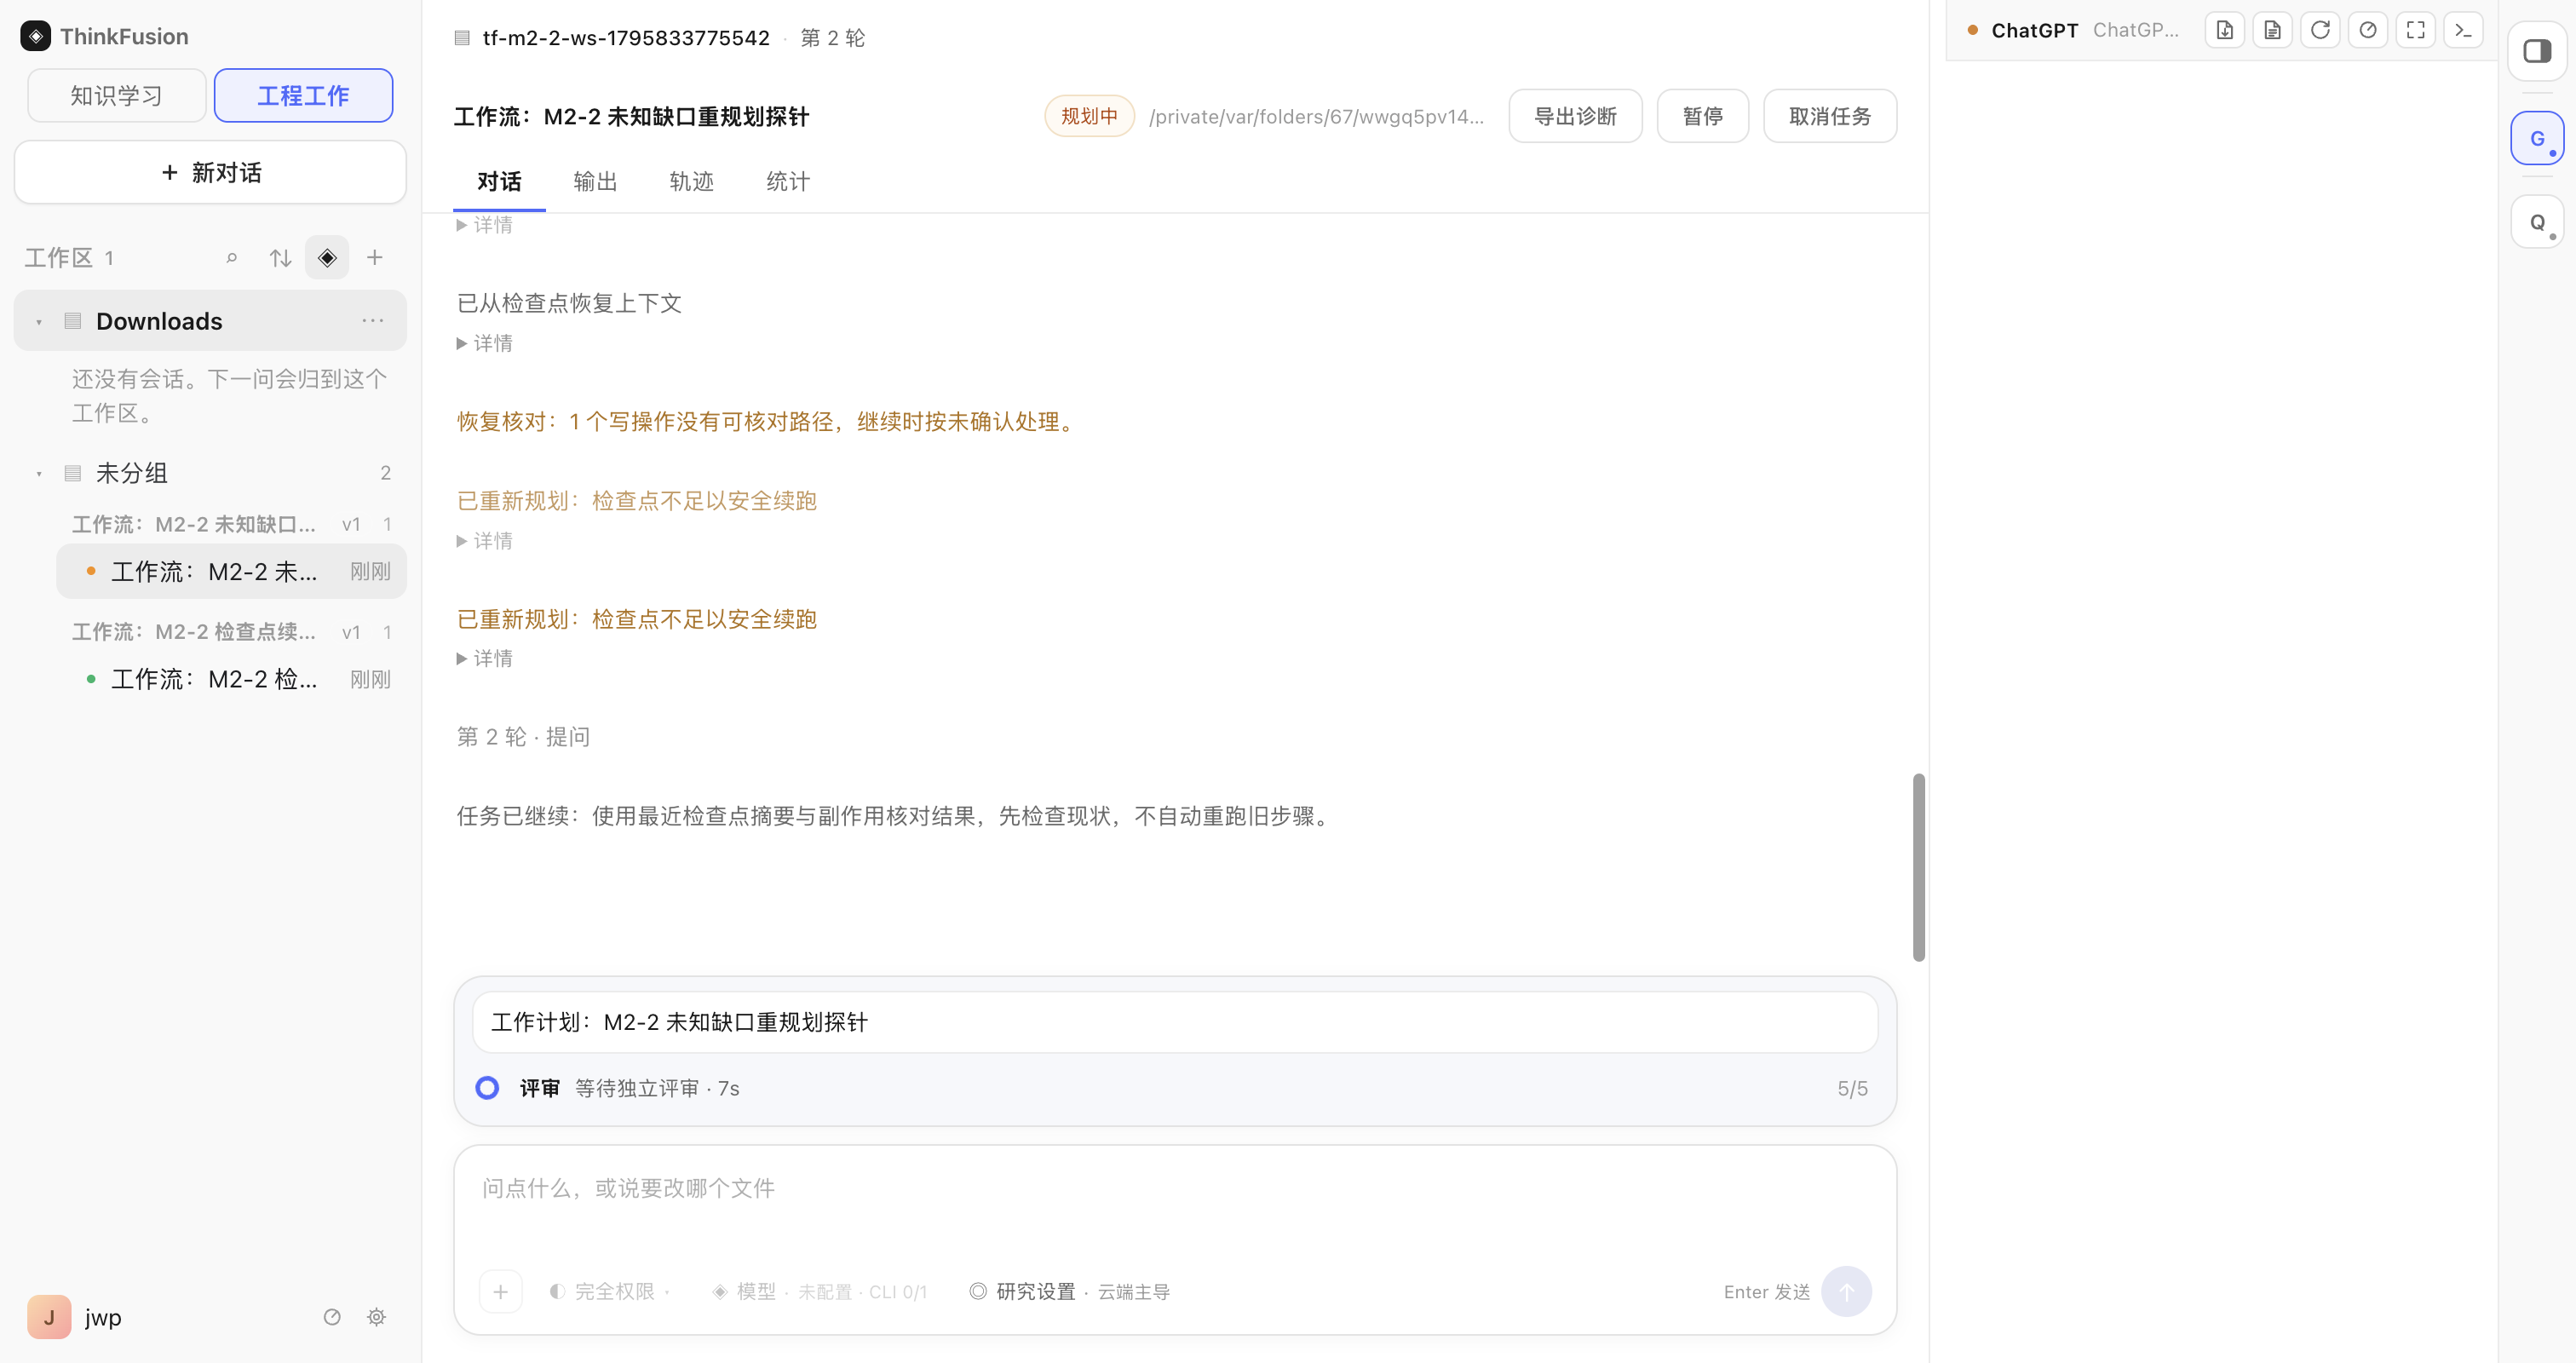 ThinkFusion
知识学习
工程工作
+ 新对话
工作区 1
Downloads
还没有会话。下一问会归到这个
工作区。
未分组 2
工作流：M2-2 未知缺口... v1 1
工作流：M2-2 未... 刚刚
工作流：M2-2 检查点续... v1 1
工作流：M2-2 检... 刚刚
J jwp
tf-m2-2-ws-1795833775542 · 第 2 轮
工作流：M2-2 未知缺口重规划探针
规划中
/private/var/folders/67/wwgq5pv14...
导出诊断
暂停
取消任务
对话 输出 轨迹 统计
详情
已从检查点恢复上下文
详情
恢复核对：1 个写操作没有可核对路径，继续时按未确认处理。
已重新规划：检查点不足以安全续跑
详情
已重新规划：检查点不足以安全续跑
详情
第 2 轮 · 提问
任务已继续：使用最近检查点摘要与副作用核对结果，先检查现状，不自动重跑旧步骤。
工作计划：M2-2 未知缺口重规划探针
评审 等待独立评审 · 7s 5/5
问点什么，或说要改哪个文件
完全权限 · 模型 · 未配置 · CLI 0/1 研究设置 · 云端主导 Enter 发送
ChatGPT ChatGP...
G
Q